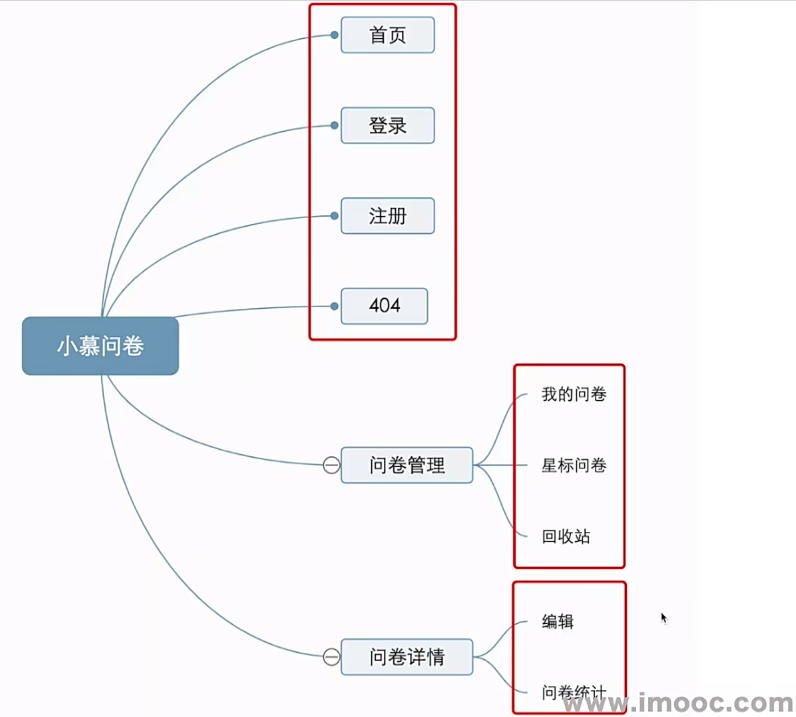 首页
登录
注册
404
小慕问卷
问卷管理
我的问卷
星标问卷
回收站
问卷详情
编辑
问卷统计
www.imooc.com